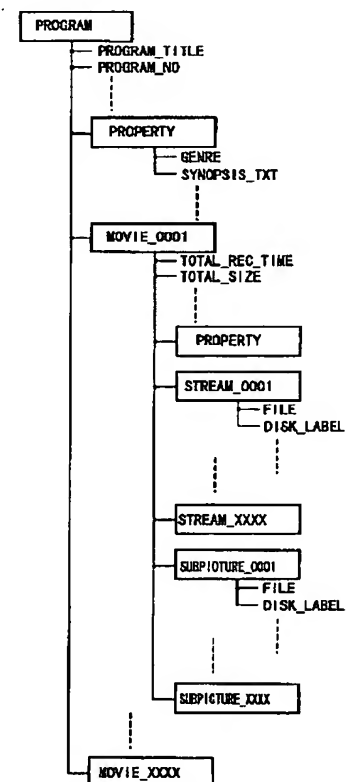 PROGRAM
PROGRAM_TITLE
PROGRAM_NO
PROPERTY
GENRE
SYNOPSIS_TXT
MOVIE_0001
TOTAL_REC_TIME
TOTAL_SIZE
PROPERTY
STREAM_0001
FILE
DISK_LABEL
STREAM_XXXX
SUBPICTURE_0001
FILE
DISK_LABEL
SUBPICTURE_XXXX
MOVIE_XXXX